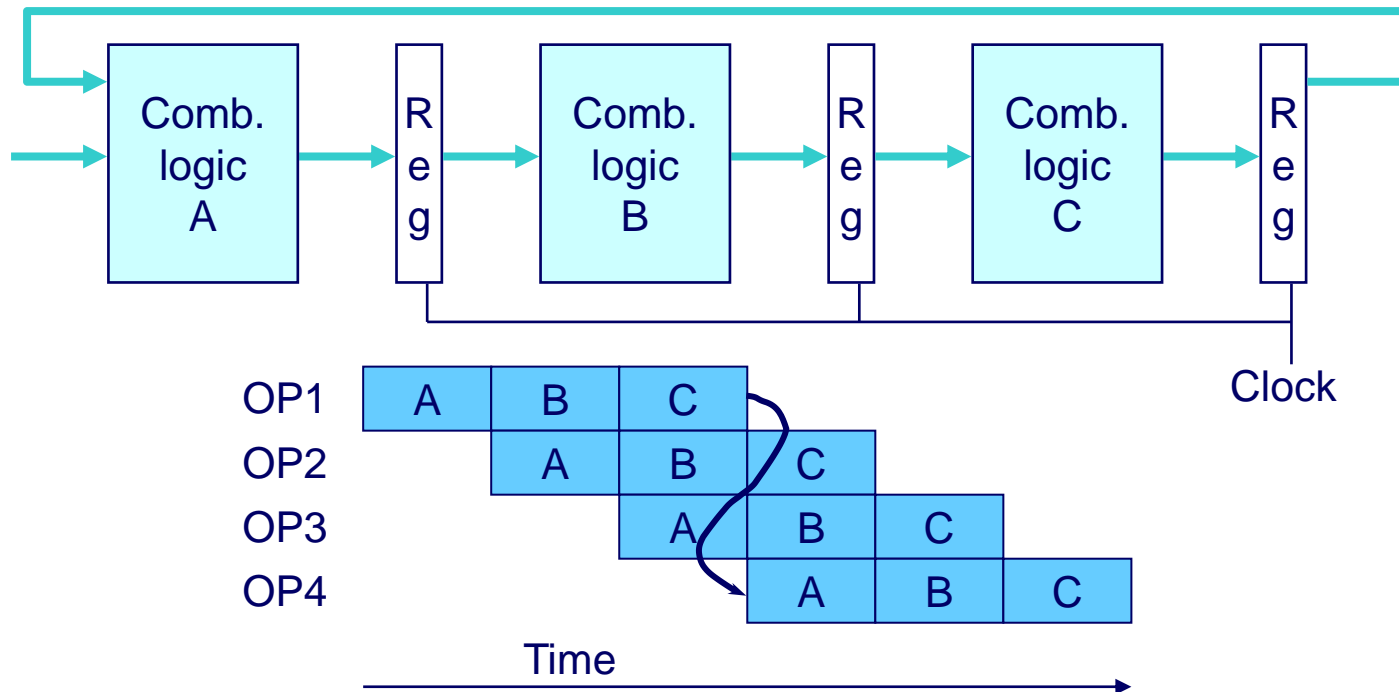 Comb.
logic
A
R
e
g
Comb.
logic
B
R
e
g
Comb.
logic
C
R
e
g
Clock
OP1 A B C
OP2 A B C
OP3 A B C
OP4 A B C
Time